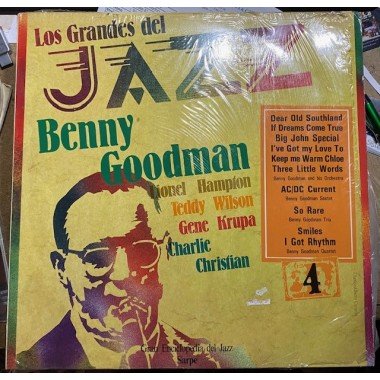 Los Grandes del
JAZZ
Benny
Goodman
Lionel Hampton
Teddy Wilson
Gene Krupa
Charlie
Christian
Dear Old Southland
If Dreams Come True
Big John Special
I've Got my Love To
Keep me Warm Chloe
Three Little Words
Benny Goodman and his Orchestra
AC/DC Current
Benny Goodman Sextet
So Rare
Benny Goodman Trio
Smiles
I Got Rhythm
Benny Goodman Quartet
4
Gran Enciclopedia del Jazz
Sarpe